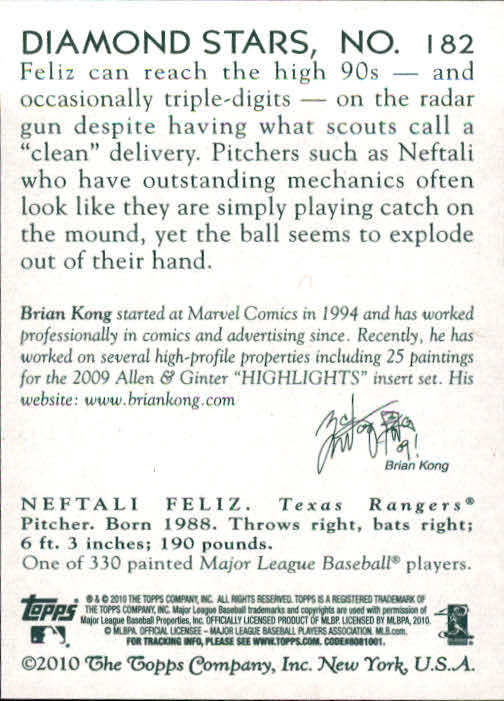 DIAMOND STARS, NO. 182
Feliz can reach the high 90s — and
occasionally triple-digits — on the radar
gun despite having what scouts call a
“clean” delivery. Pitchers such as Neftali
who have outstanding mechanics often
look like they are simply playing catch on
the mound, yet the ball seems to explode
out of their hand.
Brian Kong started at Marvel Comics in 1994 and has worked
professionally in comics and advertising since. Recently, he has
worked on several high-profile properties including 25 paintings
for the 2009 Allen & Ginter “HIGHLIGHTS” insert set. His
website: www.briankong.com
Brian Kong
NEFTALI FELIZ. Texas Rangers®
Pitcher. Born 1988. Throws right, bats right;
6 ft. 3 inches; 190 pounds.
One of 330 painted Major League Baseball® players.
Topps
® & © 2010 THE TOPPS COMPANY, INC. ALL RIGHTS RESERVED. TOPPS IS A REGISTERED TRADEMARK OF
THE TOPPS COMPANY, INC. Major League Baseball trademarks and copyrights are used with permission of
Major League Baseball Properties, Inc. OFFICIALLY LICENSED PRODUCT OF MLBP. LICENSED BY MLBPA, 2010.
© MLBPA. OFFICIAL LICENSEE – MAJOR LEAGUE BASEBALL PLAYERS ASSOCIATION. MLB.com.
FOR TRACKING INFO, PLEASE SEE WWW.TOPPS.COM. CODE#8081001.
©2010 The Topps Company, Inc. New York, U.S.A.